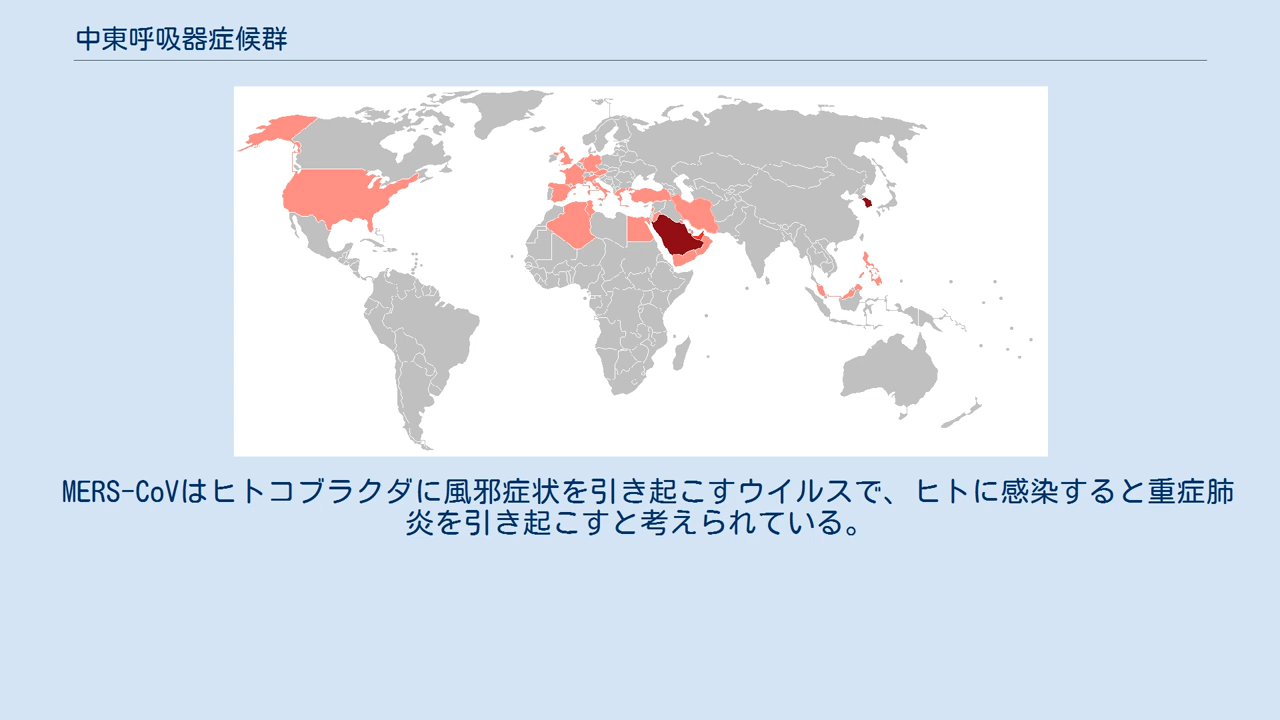 中東呼吸器症候群
MERS-CoVはヒトコブラクダに風邪症状を引き起こすウイルスで、ヒトに感染すると重症肺
炎を引き起こすと考えられている。